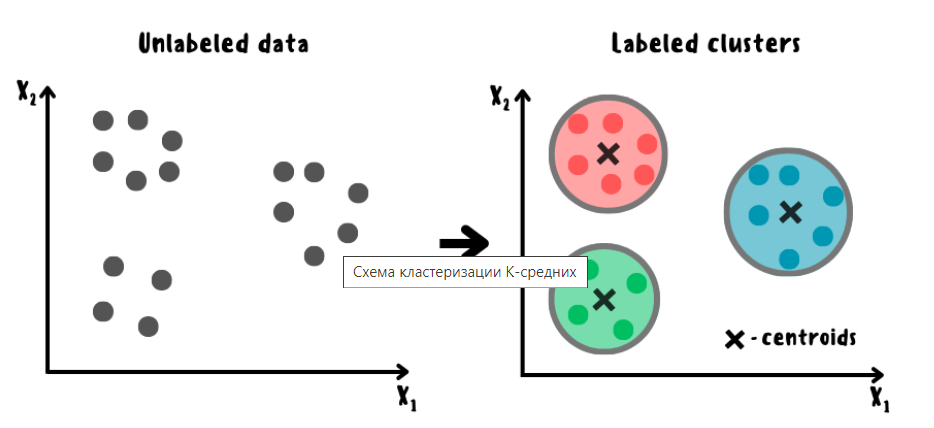 Unlabeled data
Labeled clusters
X2
X2
Схема кластеризации К-средних
- centroids
X1
X1